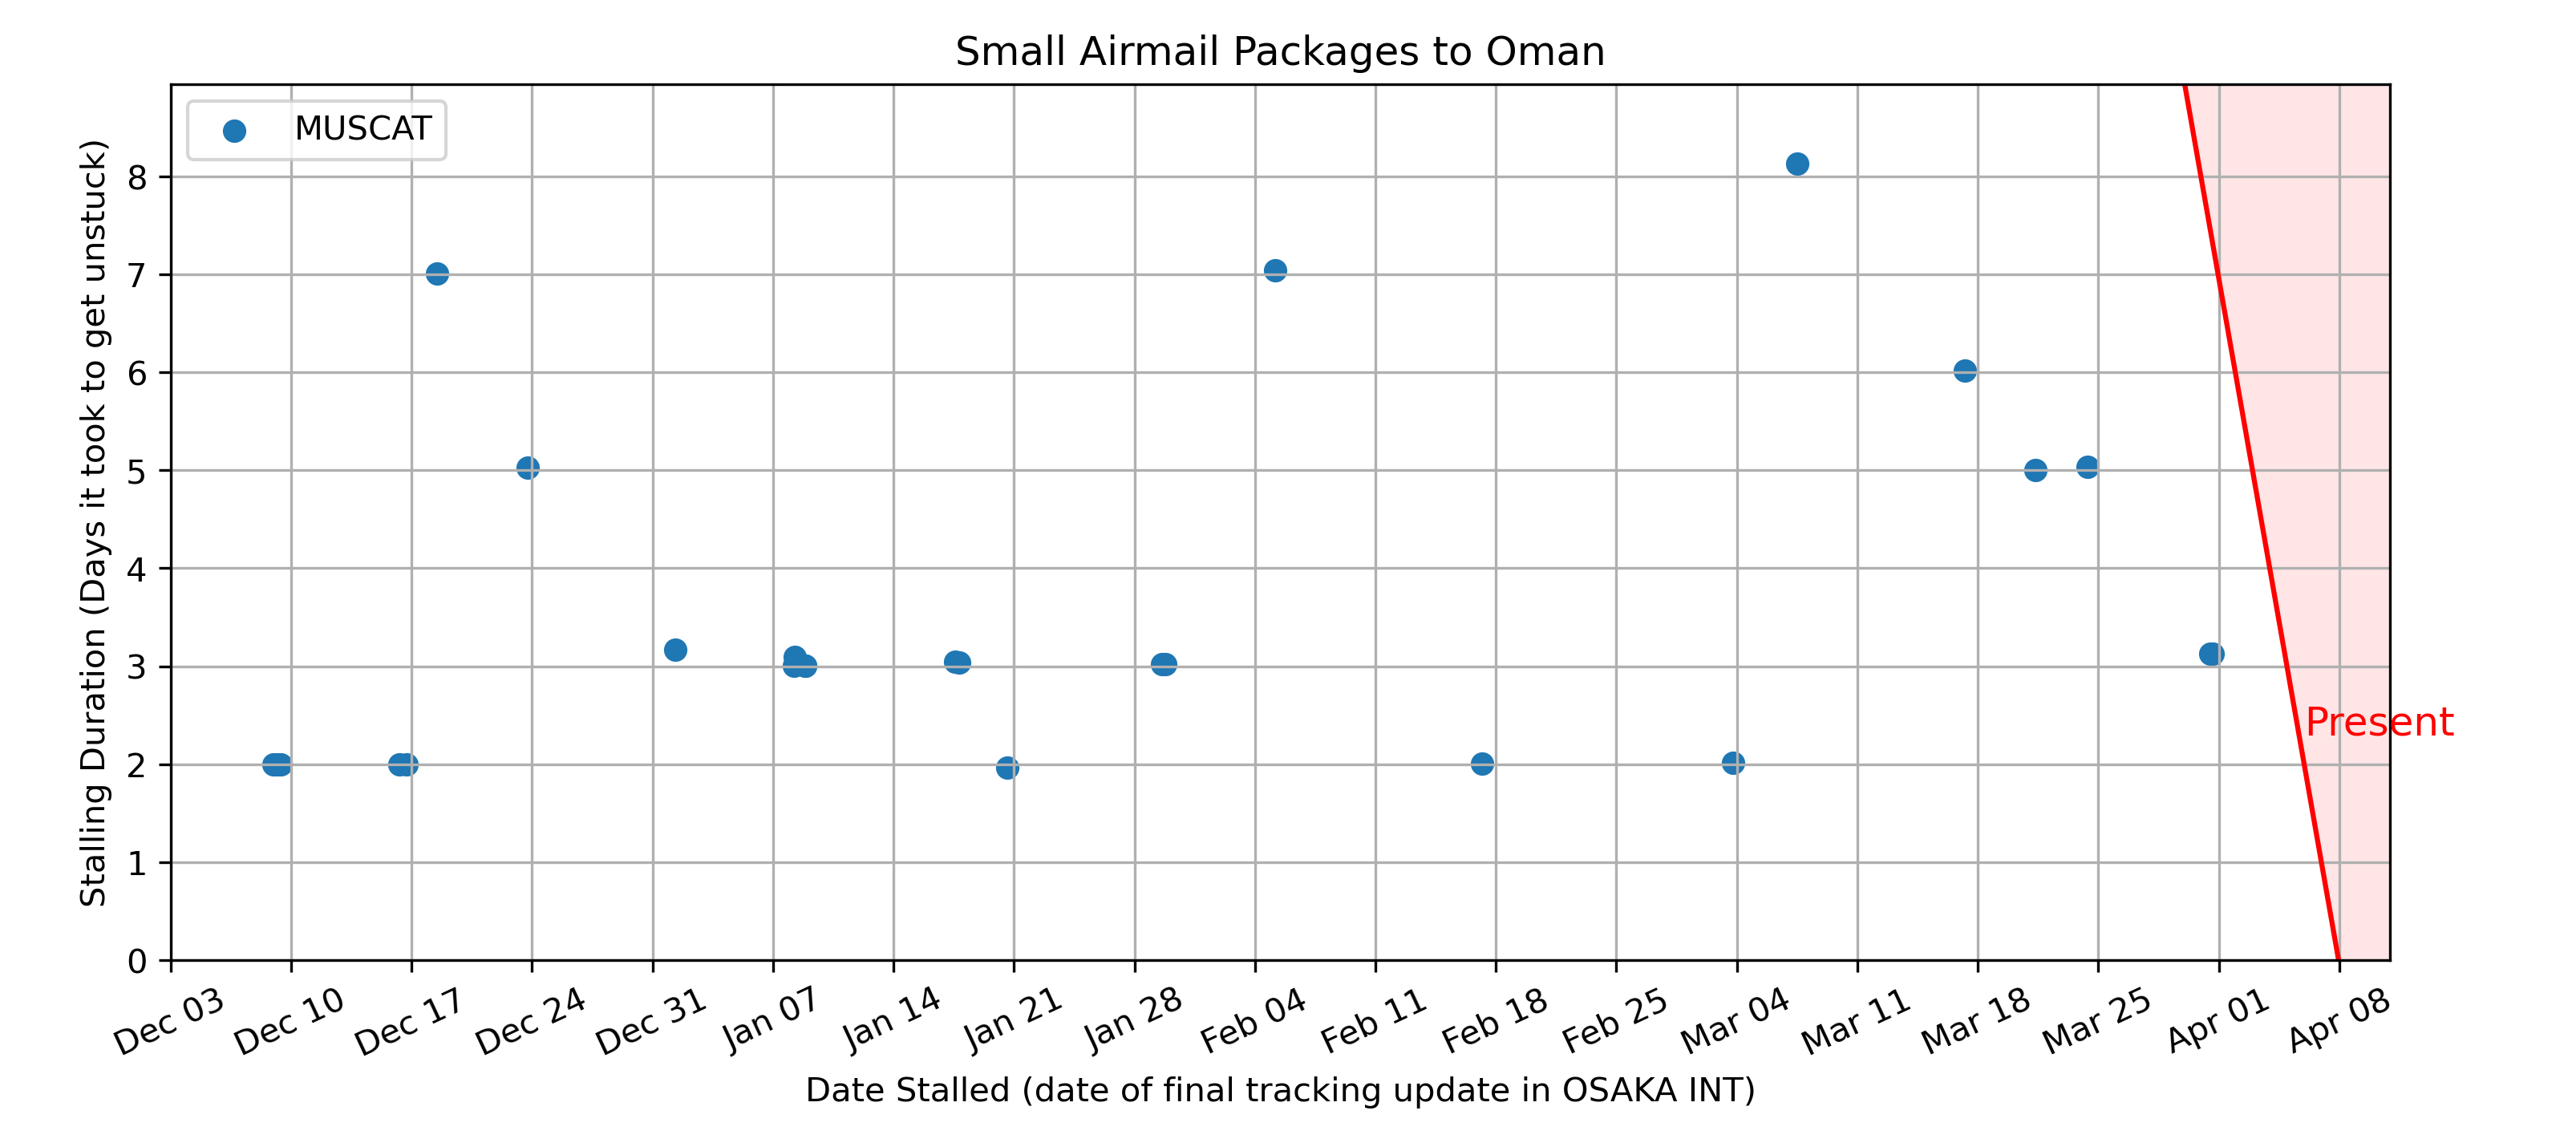 Small Airmail Packages to Oman
MUSCAT
Stalling Duration (Days it took to get unstuck)
8
7
6
5
4
3
2
1
0
Present
Dec 03
Dec 10
Dec 17
Dec 24
Dec 31
Jan 07
Jan 14
Jan 21
Jan 28
Feb 04
Feb 11
Feb 18
Feb 25
Mar 04
Mar 11
Mar 18
Mar 25
Apr 01
Apr 08
Date Stalled (date of final tracking update in OSAKA INT)